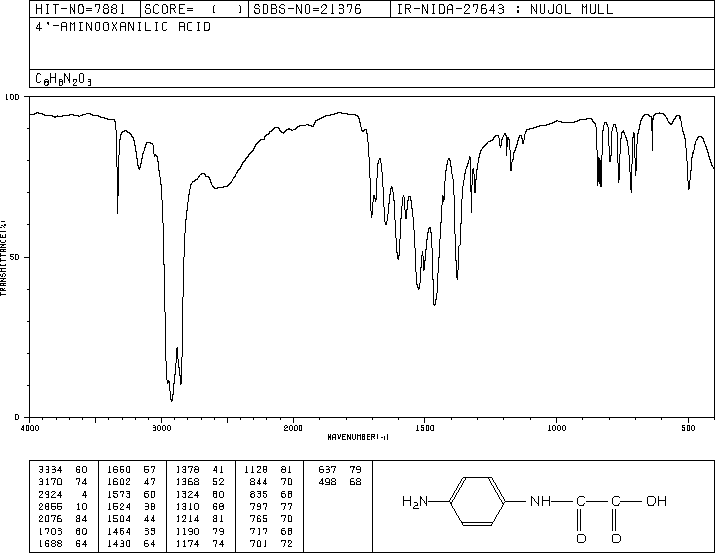 HIT-NO=7881 SCORE= ( ) SDBS-NO=21376 IR-NIDA-27643 : NUJOL MULL
4'-AMINOOXANILIC ACID
C8H8N2O3
100
50
0
TRANSMITTANCE(%)
4000 3000 2000 1500 1000 500
WAVENUMBER(-1)
3334 60 1650 57 1378 41 1128 81 637 79
3170 74 1602 47 1368 52 844 70 498 68
2924 4 1573 60 1324 60 835 68
2855 10 1524 38 1310 68 797 77
2076 84 1504 44 1214 81 765 70
1703 60 1464 35 1190 79 717 68
1688 64 1430 64 1174 74 701 72
H2N NH C C OH
O O